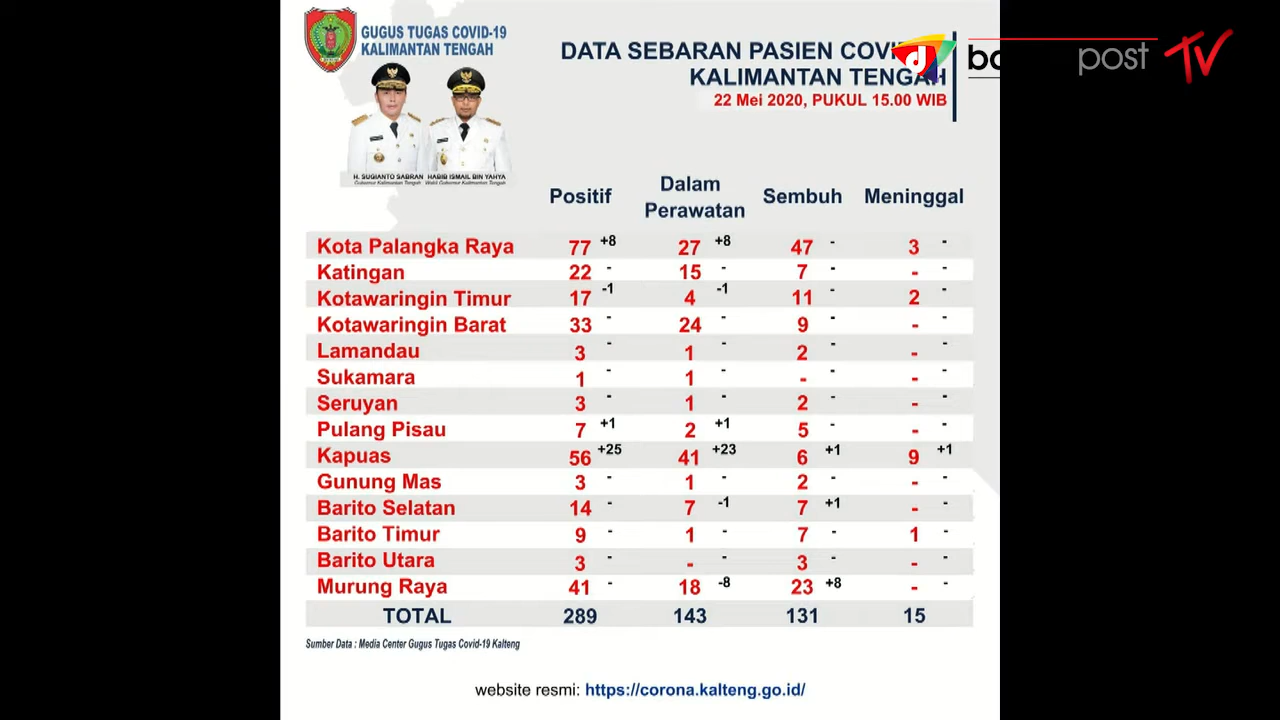 GUGUS TUGAS COVID-19
KALIMANTAN TENGAH
DATA SEBARAN PASIEN
KALIMANTAN TENGAH
22 Mei 2020, PUKUL 15.00 WIB
post TV
H. SUGIANTO SABRAN HABIB ISMAIL BIN YAHYA
Gubernur Kalimantan Tengah Wakil Gubernur Kalimantan Tengah
Positif Dalam Perawatan Sembuh Meninggal
Kota Palangka Raya 77 +8 27 +8 47 - 3 -
Katingan 22 - 15 - 7 - - -
Kotawaringin Timur 17 -1 4 -1 11 - 2 -
Kotawaringin Barat 33 - 24 - 9 - - -
Lamandau 3 - 1 - 2 - - -
Sukamara 1 - 1 - - - - -
Seruyan 3 - 1 - 2 - - -
Pulang Pisau 7 +1 2 +1 5 - - -
Kapuas 56 +25 41 +23 6 +1 9 +1
Gunung Mas 3 - 1 - 2 - - -
Barito Selatan 14 - 7 -1 7 +1 - -
Barito Timur 9 - 1 - 7 - 1 -
Barito Utara 3 - - - 3 - - -
Murung Raya 41 - 18 -8 23 +8 - -
TOTAL 289 143 131 15
Sumber Data : Media Center Gugus Tugas Covid-19 Kalteng
website resmi: https://corona.kalteng.go.id/